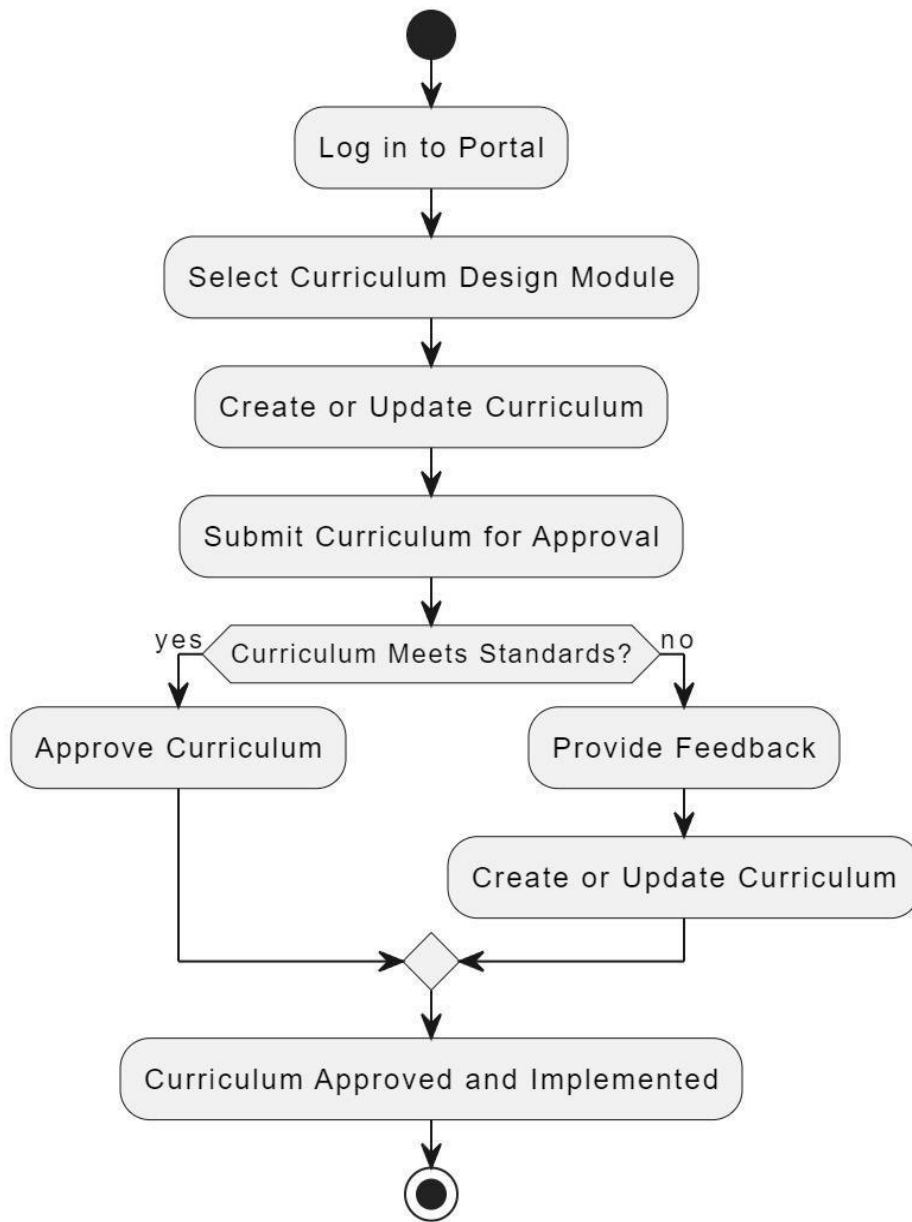 Log in to Portal
Select Curriculum Design Module
Create or Update Curriculum
Submit Curriculum for Approval
yes
Curriculum Meets Standards?
no
Approve Curriculum
Provide Feedback
Create or Update Curriculum
Curriculum Approved and Implemented